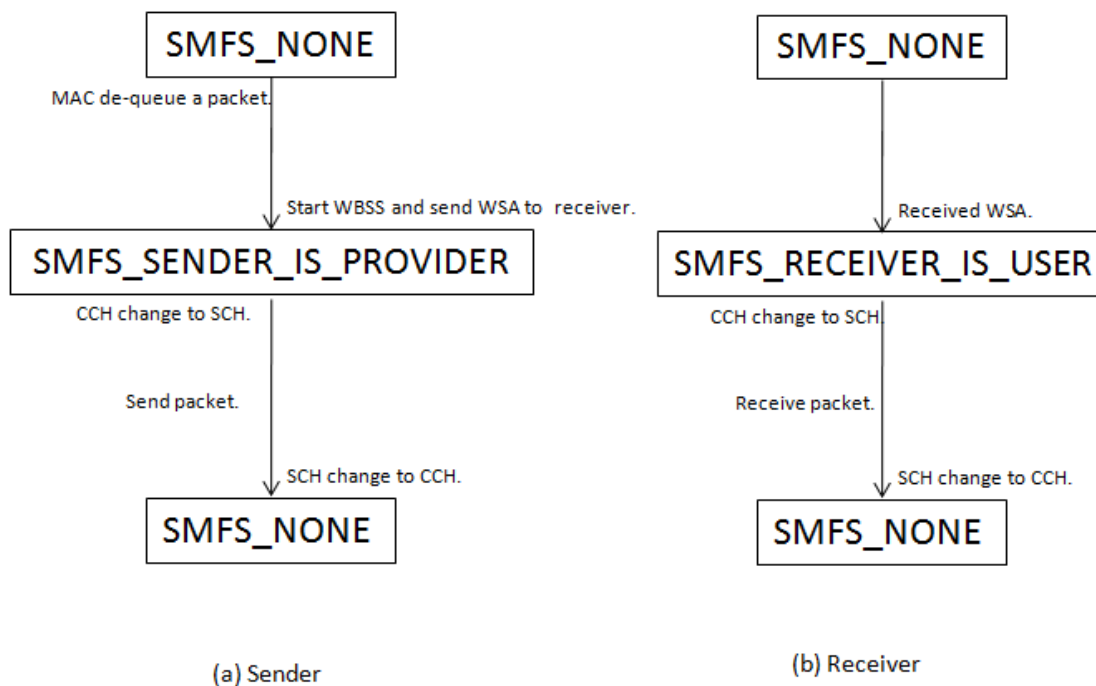 SMFS_NONE
MAC de-queue a packet.
Start WBSS and send WSA to receiver.
SMFS_SENDER_IS_PROVIDER
CCH change to SCH.
Send packet.
SCH change to CCH.
SMFS_NONE
(a) Sender
SMFS_NONE
Received WSA.
SMFS_RECEIVER_IS_USER
CCH change to SCH.
Receive packet.
SCH change to CCH.
SMFS_NONE
(b) Receiver